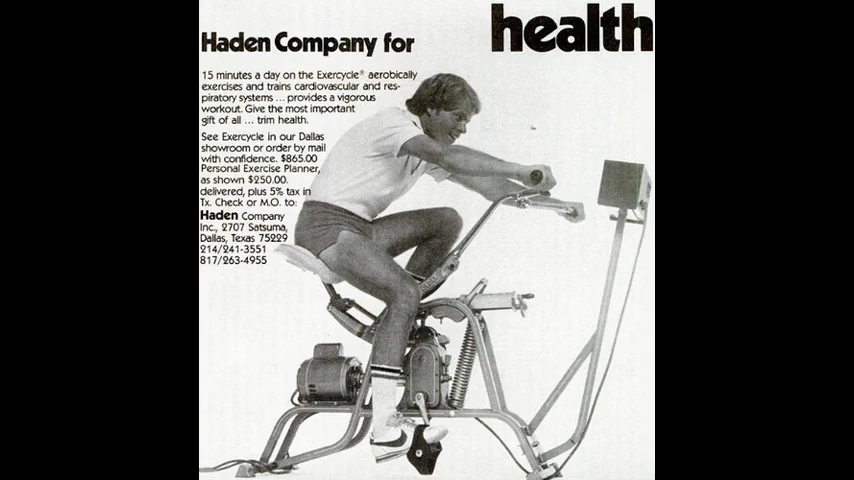 Haden Company for health
15 minutes a day on the Exercycle® aerobically
exercises and trains cardiovascular and res-
piratory systems ... provides a vigorous
workout. Give the most important
gift of all ... trim health.
See Exercycle in our Dallas
showroom or order by mail
with confidence. $865.00
Personal Exercise Planner,
as shown $250.00.
delivered, plus 5% tax in
Tx. Check or M.O. to:
Haden Company
Inc., 2707 Satsuma,
Dallas, Texas 75229
214/241-3551
817/263-4955